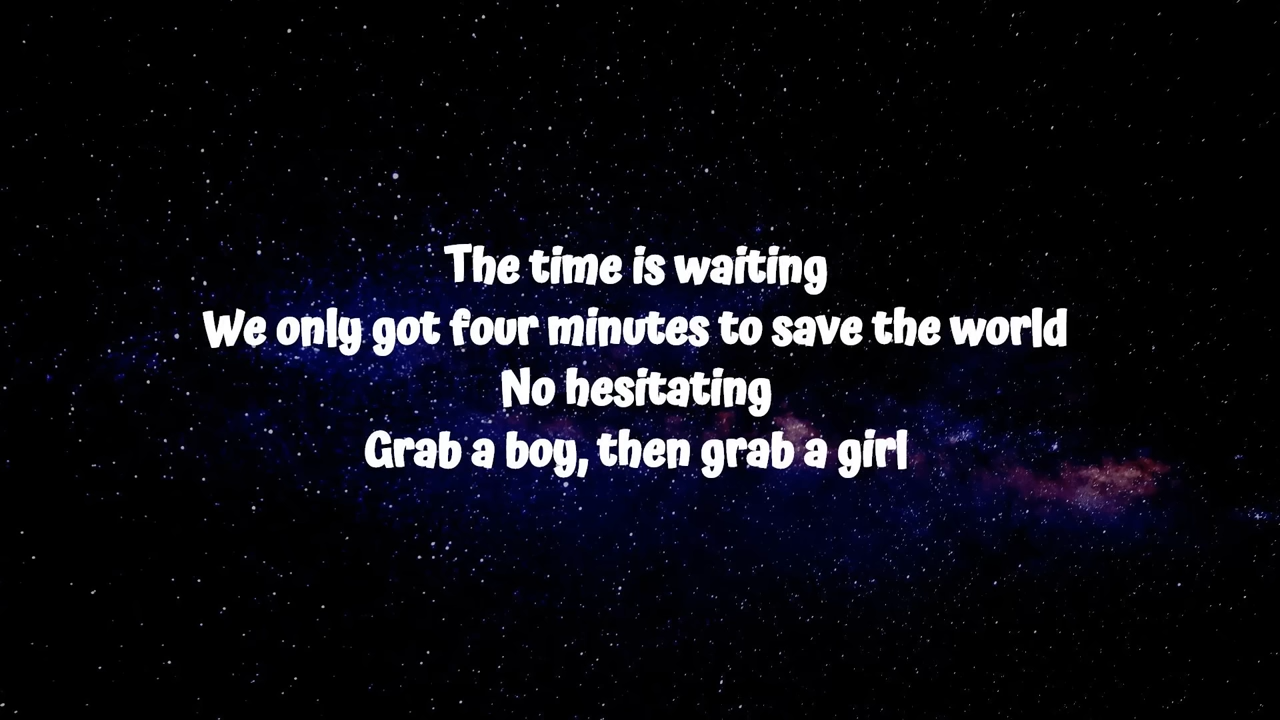 The time is waiting
We only got four minutes to save the world
No hesitating
Grab a boy, then grab a girl